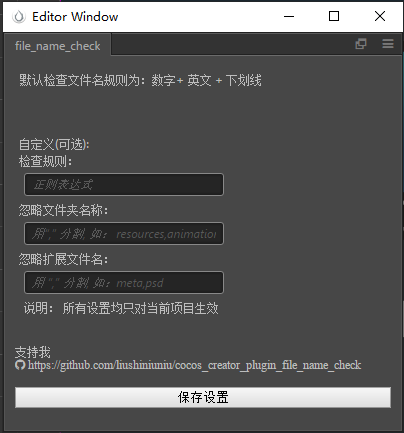 Editor Window
file_name_check
默认检查文件名规则为：数字+ 英文 + 下划线
自定义(可选):
检查规则：
正则表达式
忽略文件夹名称：
用“,” 分割, 如：resources,animation
忽略扩展文件名：
用“,” 分割, 如：meta,psd
说明： 所有设置均只对当前项目生效
支持我
https://github.com/liushiniuniu/cocos_creator_plugin_file_name_check
保存设置